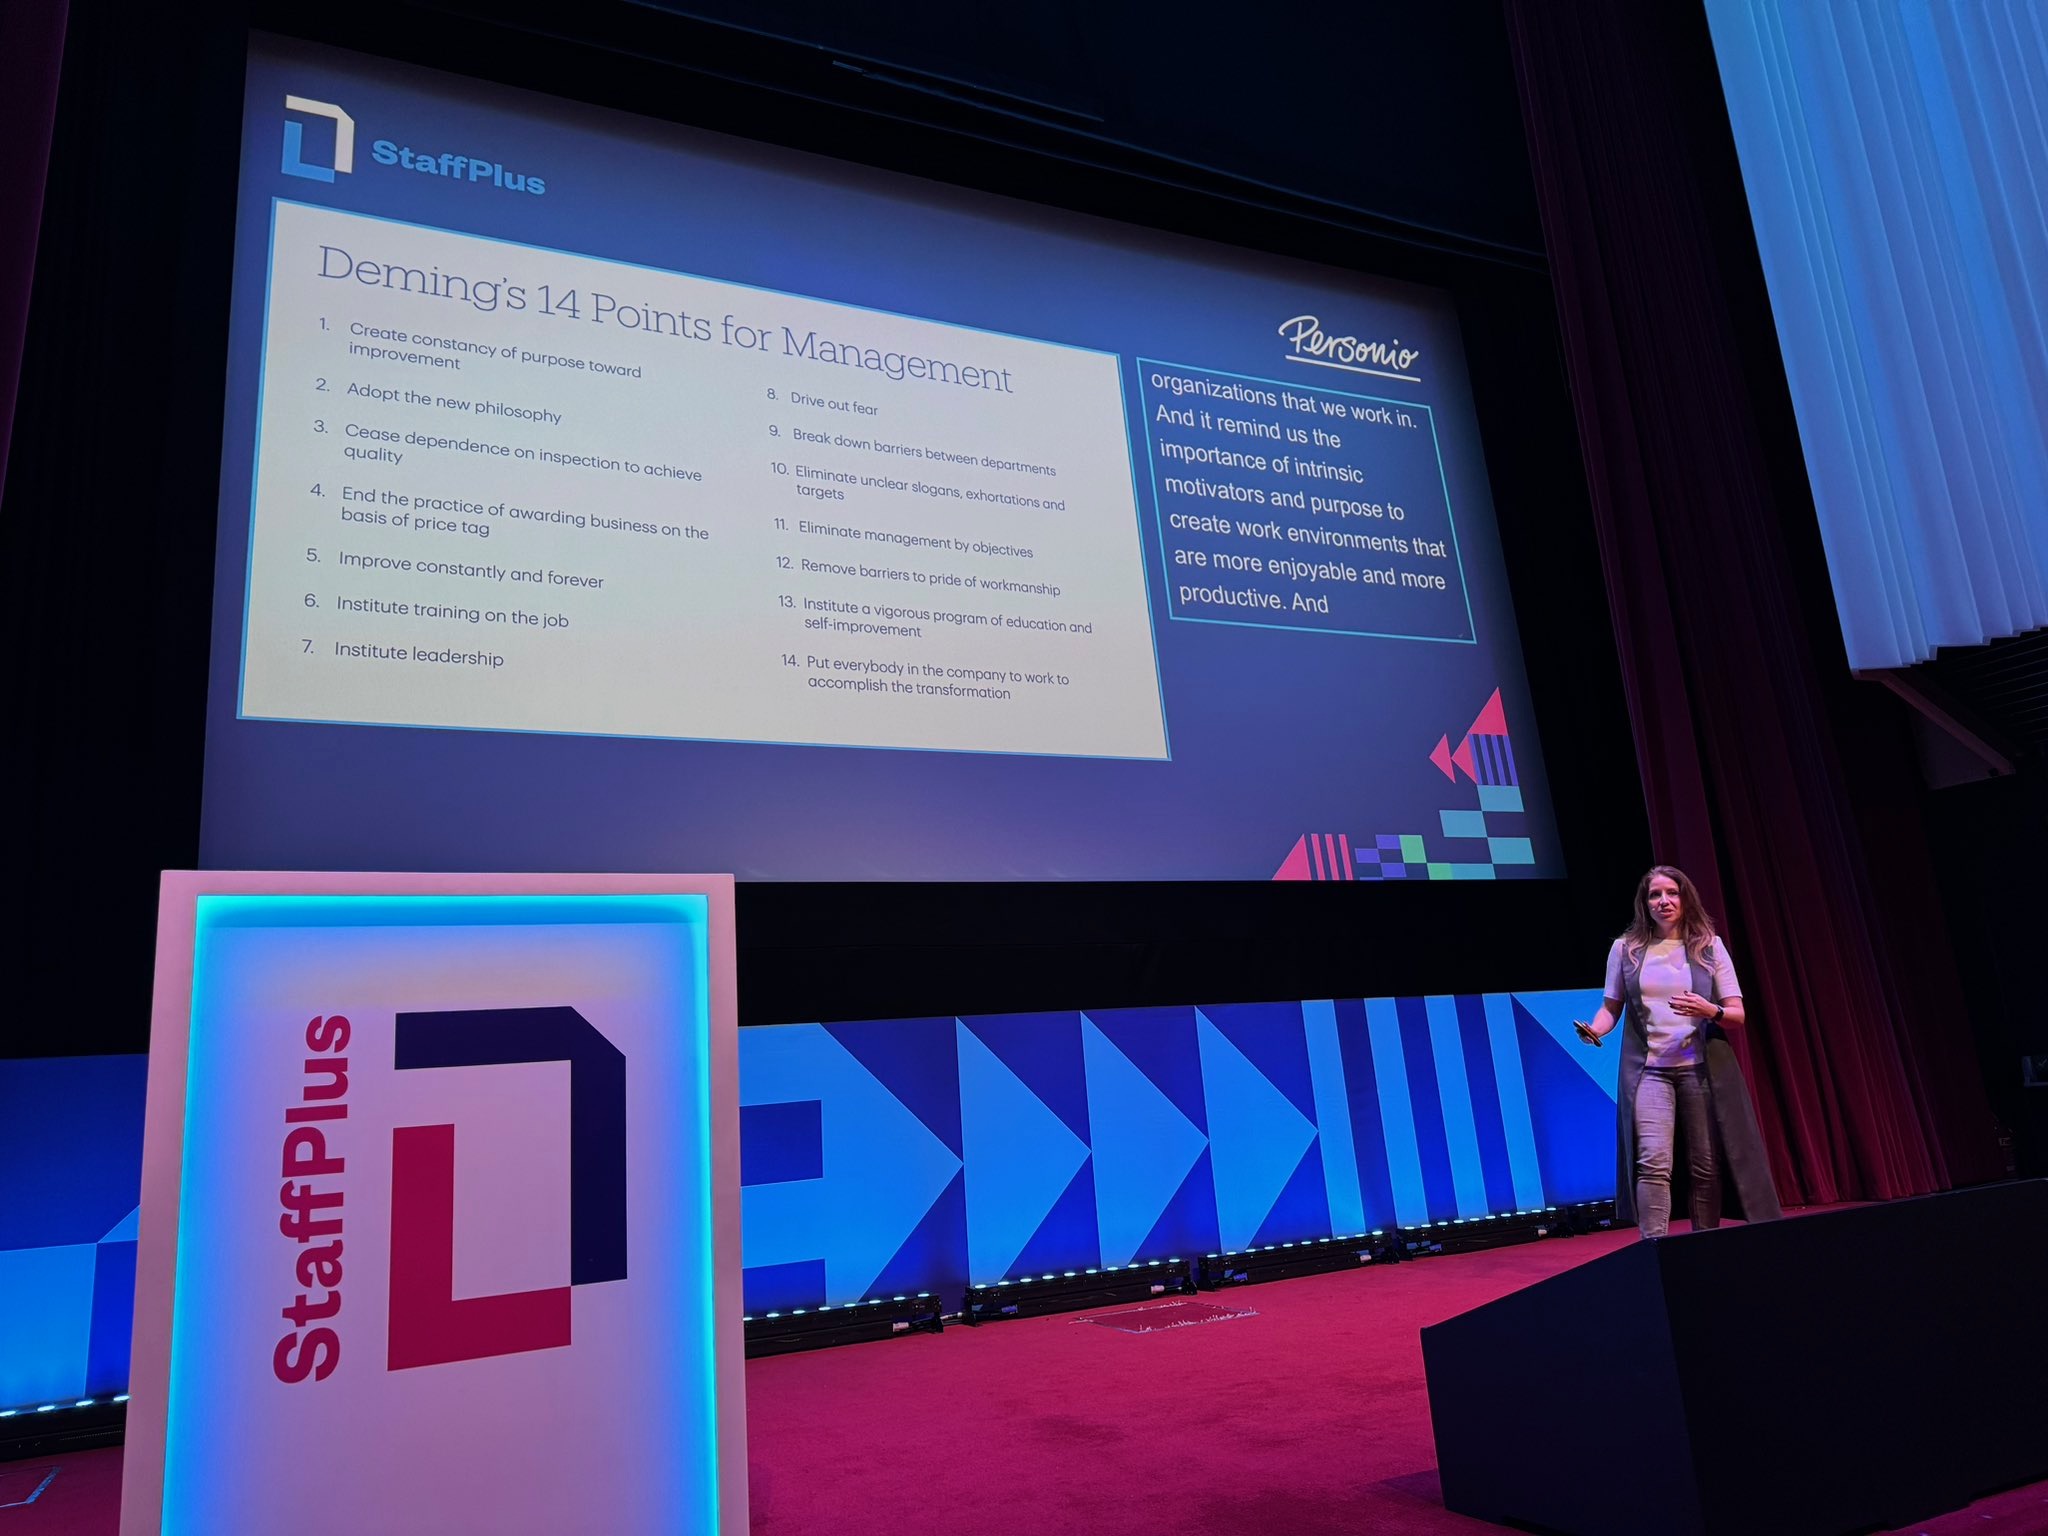 StaffPlus
Deming's 14 Points for Management
1. Create constancy of purpose toward
improvement
2. Adopt the new philosophy
3. Cease dependence on inspection to achieve
quality
4. End the practice of awarding business on the
basis of price tag
5. Improve constantly and forever
6. Institute training on the job
7. Institute leadership
8. Drive out fear
9. Break down barriers between departments
10. Eliminate unclear slogans, exhortations and
targets
11. Eliminate management by objectives
12. Remove barriers to pride of workmanship
13. Institute a vigorous program of education and
self-improvement
14. Put everybody in the company to work to
accomplish the transformation
Personio
organizations that we work in.
And it remind us the
importance of intrinsic
motivators and purpose to
create work environments that
are more enjoyable and more
productive. And
StaffPlus